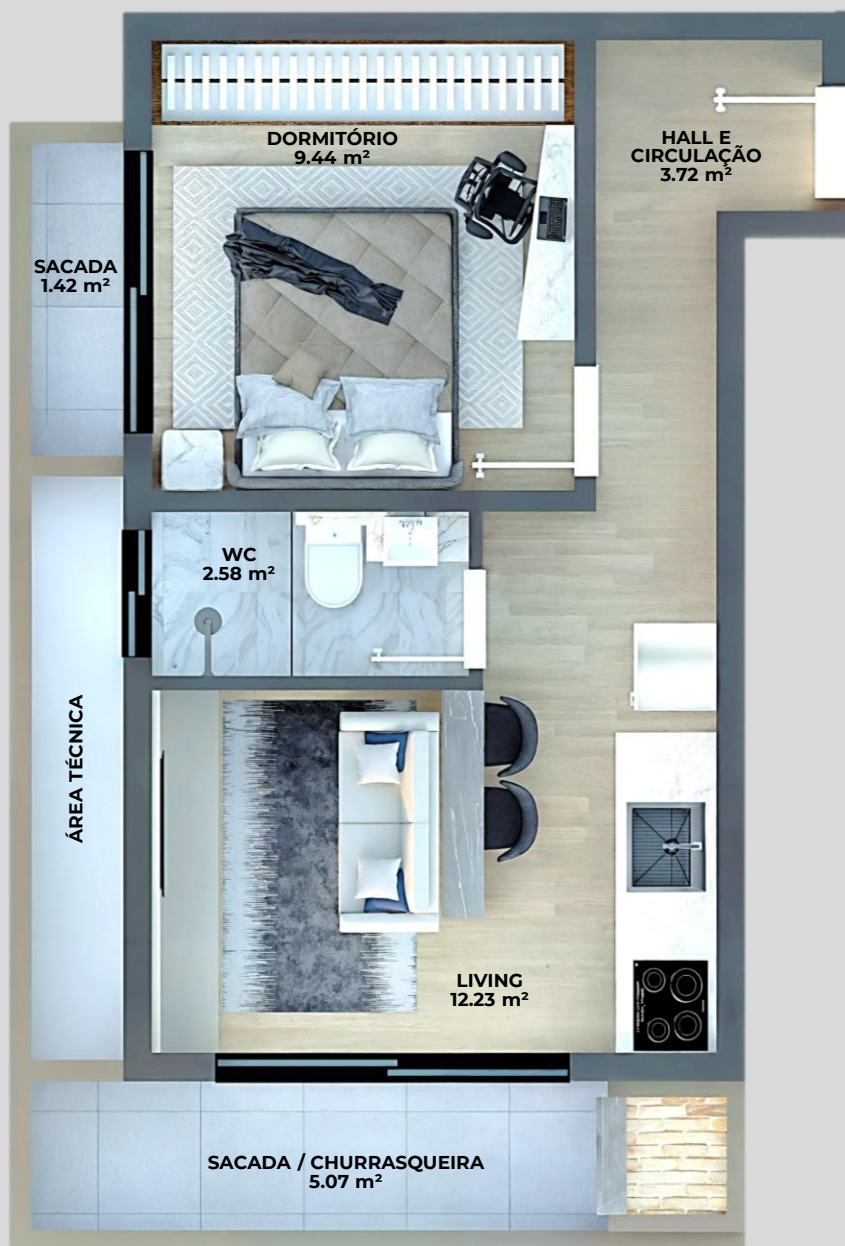 DORMITÓRIO
9.44 m²
HALL E
CIRCULAÇÃO
3.72 m²
SACADA
1.42 m²
WC
2.58 m²
ÁREA TÉCNICA
LIVING
12.23 m²
SACADA / CHURRASQUEIRA
5.07 m²